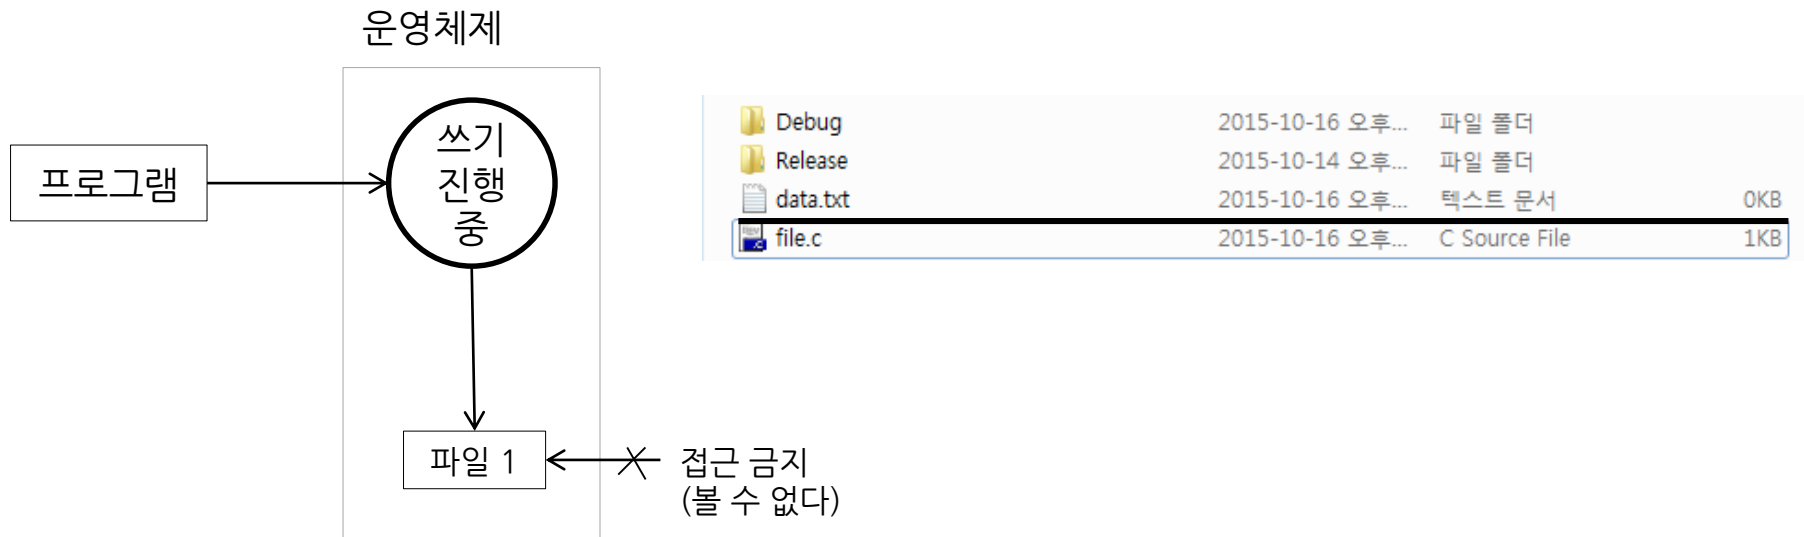 운영체제
프로그램
쓰기
진행
중
파일 1
접근 금지
(볼 수 없다)
Debug 2015-10-16 오후... 파일 폴더
Release 2015-10-14 오후... 파일 폴더
data.txt 2015-10-16 오후... 텍스트 문서 0KB
file.c 2015-10-16 오후... C Source File 1KB